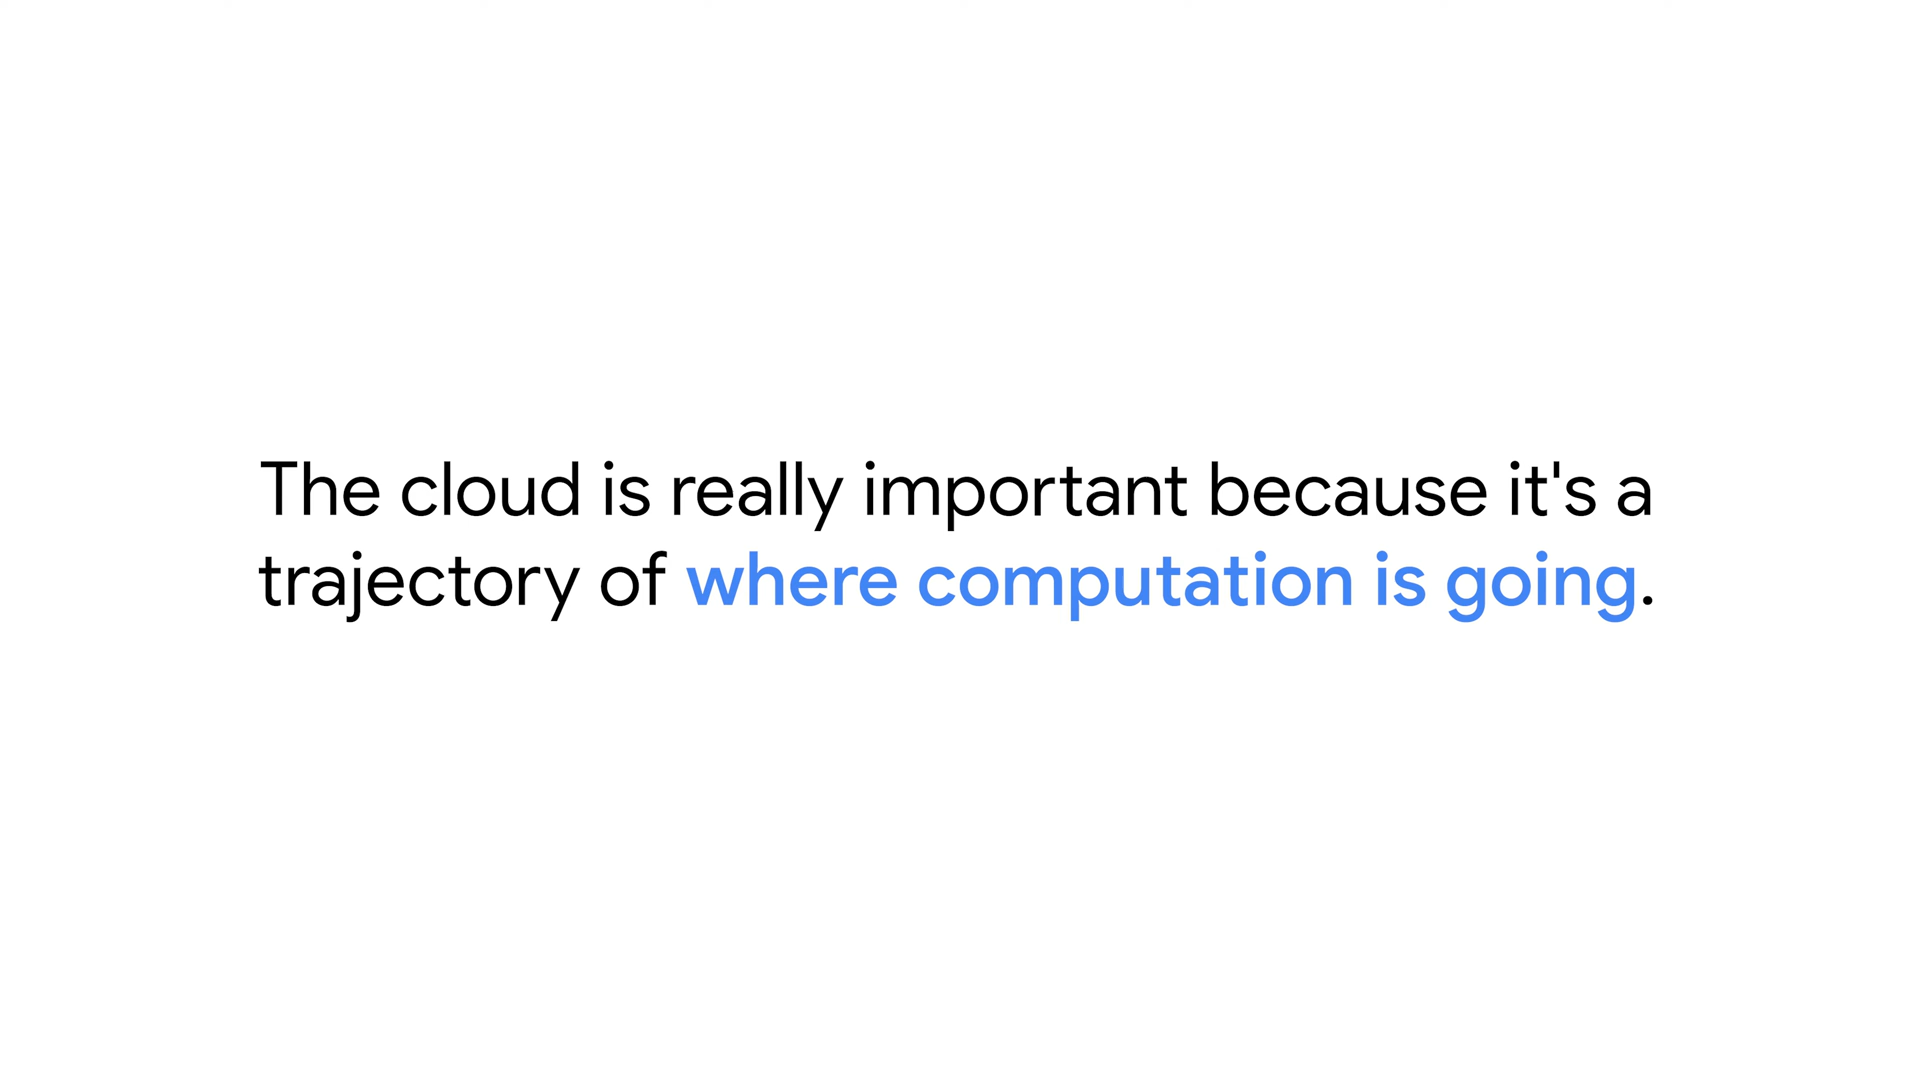 The cloud is really important because it's a
trajectory of where computation is going.